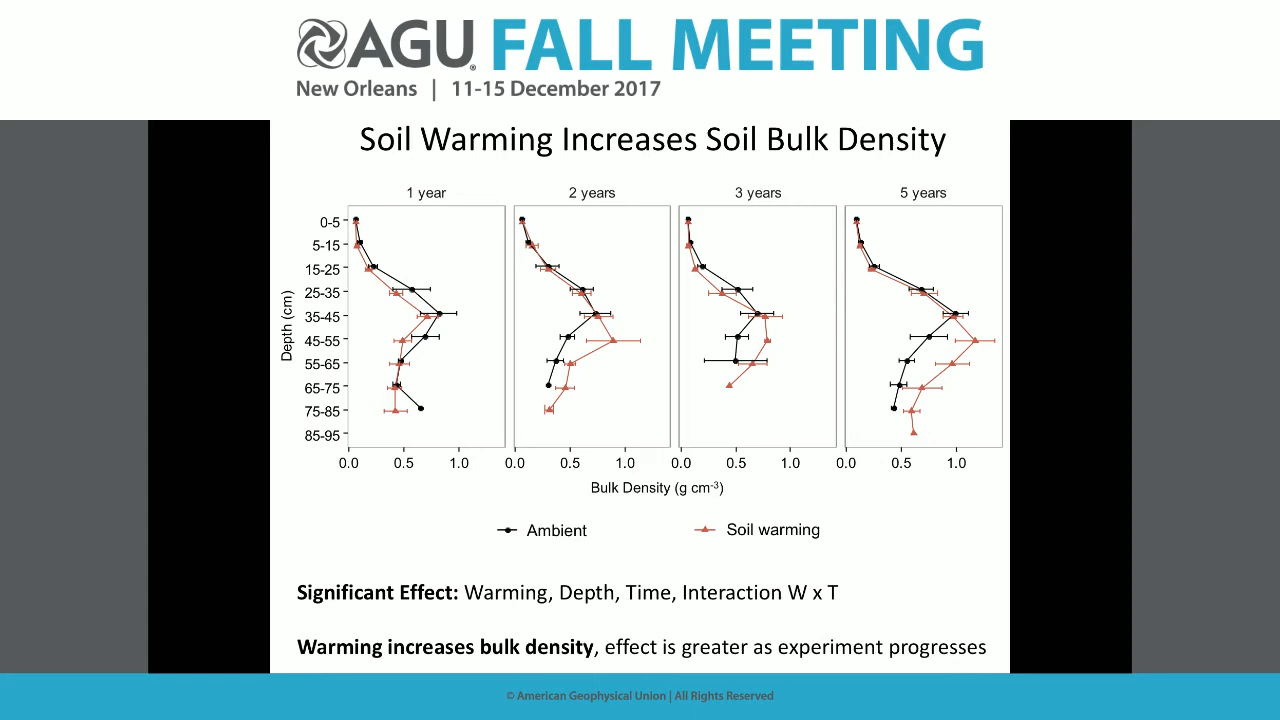 AGU FALL MEETING
New Orleans | 11-15 December 2017
Soil Warming Increases Soil Bulk Density
1 year 2 years 3 years 5 years
Depth (cm)
0-5
5-15
15-25
25-35
35-45
45-55
55-65
65-75
75-85
85-95
0.0 0.5 1.0 0.0 0.5 1.0 0.0 0.5 1.0 0.0 0.5 1.0
Bulk Density (g cm-3)
Ambient Soil warming
Significant Effect: Warming, Depth, Time, Interaction W x T
Warming increases bulk density, effect is greater as experiment progresses
© American Geophysical Union | All Rights Reserved